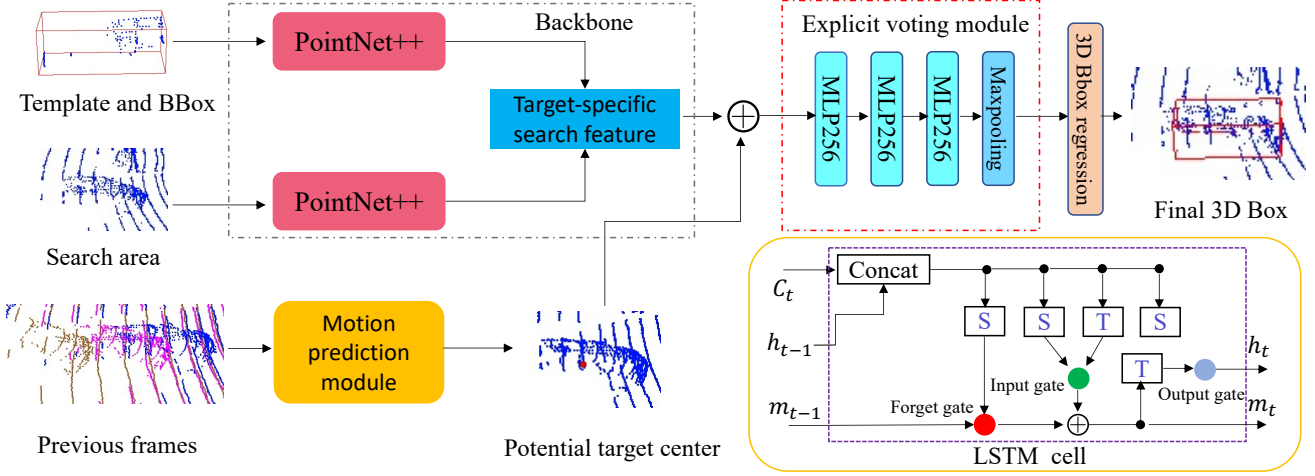 PointNet++
Backbone
Template and BBox
Target-specific
search feature
PointNet++
Search area
Explicit voting module
MLP256
MLP256
MLP256
Maxpooling
3D Bbox regression
Final 3D Box
Previous frames
Motion
prediction
module
Potential target center
C_t
Concat
h_{t−1}
S
S
T
S
T
h_t
Input gate
Output gate
m_{t−1}
Forget gate
m_t
LSTM cell